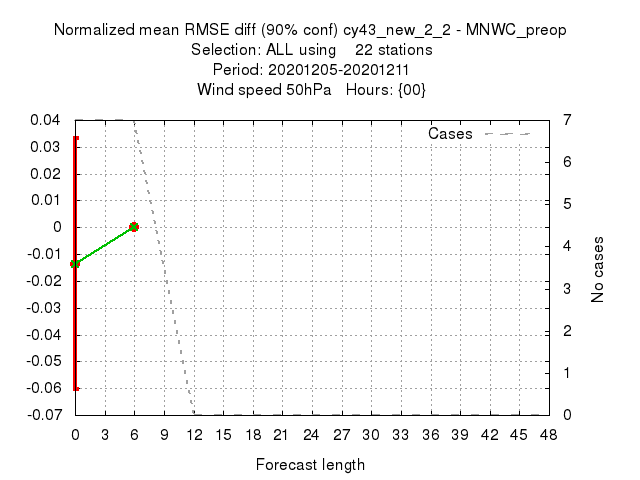 Normalized mean RMSE diff (90% conf) cy43_new_2_2 - MNWC_preop
Selection: ALL using 22 stations
Period: 20201205-20201211
Wind speed 50hPa Hours: {00}
Cases
0.04
0.03
0.02
0.01
0
-0.01
-0.02
-0.03
-0.04
-0.05
-0.06
-0.07
7
6
5
4
3
2
1
0
No cases
0 3 6 9 12 15 18 21 24 27 30 33 36 39 42 45 48
Forecast length